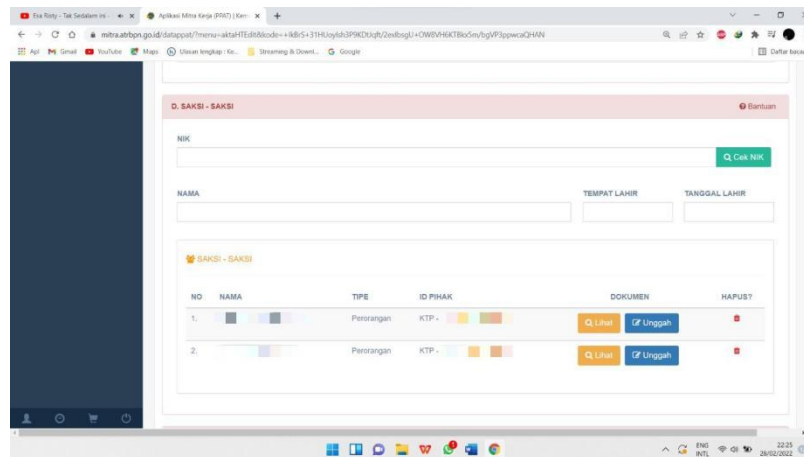 Esa Risty - Tak Sedalam Ini -
Aplikasi Mitra Kerja (PPAT) | Kem
mitra.atrbpn.go.id/datappat/?menu=aktaHTEdit&kode=
Api Gmail YouTube Maps Ulasan lengkap : Ke... Streaming & Downl... Google
D. SAKSI - SAKSI Bantuan
NIK
Cek NIK
NAMA TEMPAT LAHIR TANGGAL LAHIR
SAKSI - SAKSI
NO NAMA TIPE ID PIHAK DOKUMEN HAPUS?
1. Perorangan KTP - Lihat Unggah
2. Perorangan KTP - Lihat Unggah
ENG
INTL
22:25
28/02/2022